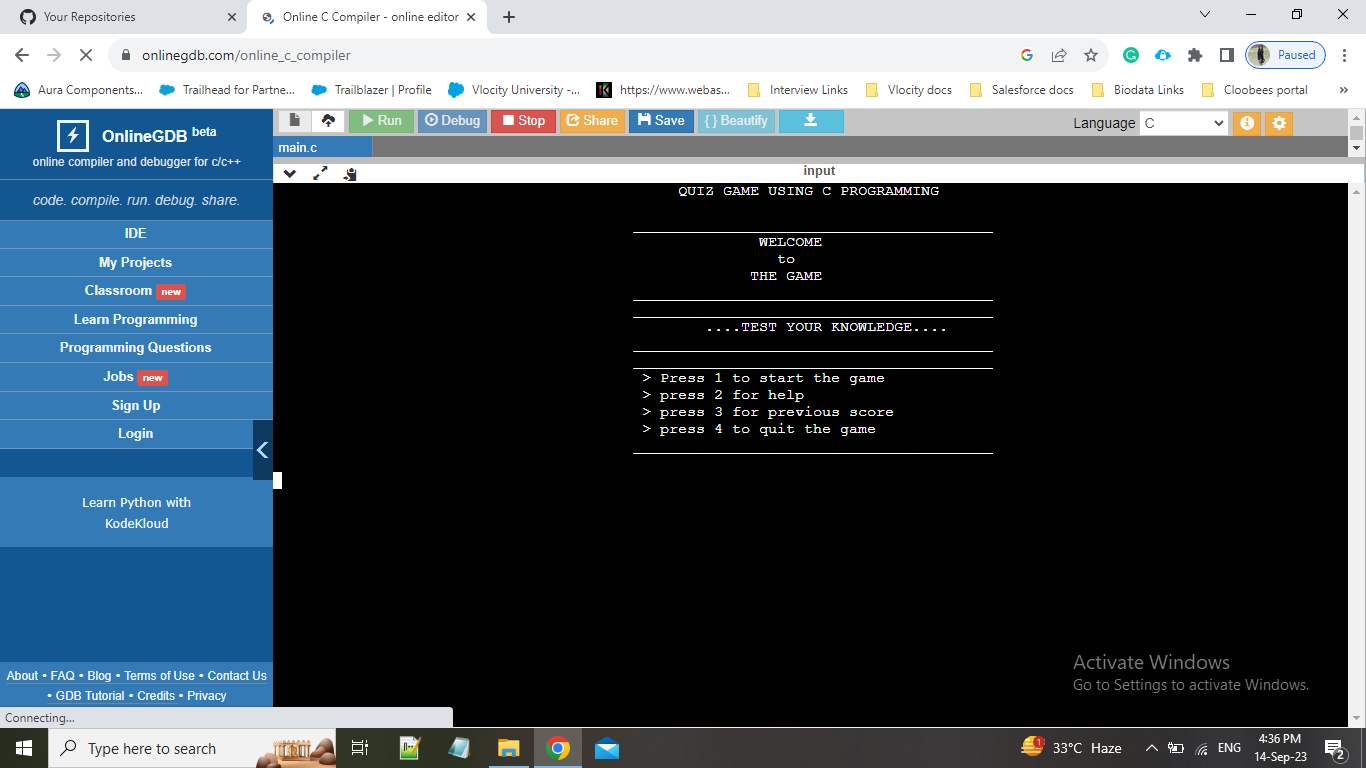 Your Repositories
Online C Compiler - online editor
onlinegdb.com/online_c_compiler
Paused
Aura Components...
Trailhead for Partne...
Trailblazer | Profile
Vlocity University -...
https://www.webas...
Interview Links
Vlocity docs
Salesforce docs
Biodata Links
Cloobees portal
»
OnlineGDB beta
online compiler and debugger for c/c++
code. compile. run. debug. share.
IDE
My Projects
Classroom new
Learn Programming
Programming Questions
Jobs new
Sign Up
Login
Learn Python with
KodeKloud
About • FAQ • Blog • Terms of Use • Contact Us
• GDB Tutorial • Credits • Privacy
Connecting...
Run
Debug
Stop
Share
Save
{ } Beautify
Language C
main.c
input
QUIZ GAME USING C PROGRAMMING
WELCOME
to
THE GAME
....TEST YOUR KNOWLEDGE....
> Press 1 to start the game
> press 2 for help
> press 3 for previous score
> press 4 to quit the game
Activate Windows
Go to Settings to activate Windows.
Type here to search
1
33°C Haze
ENG
4:36 PM
14-Sep-23
2